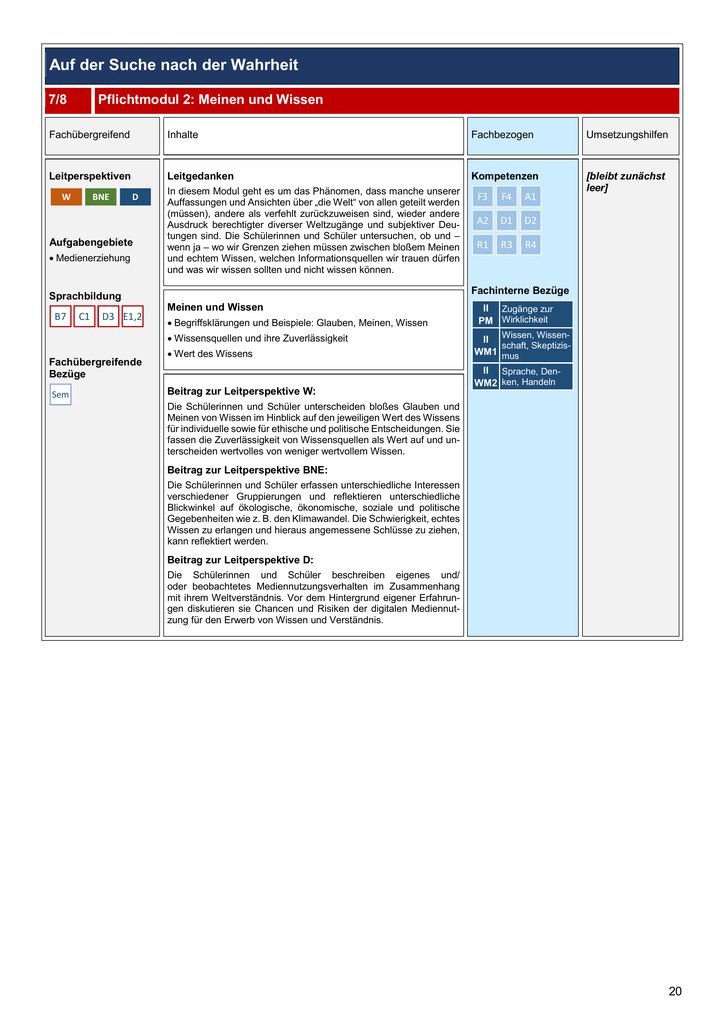 Auf der Suche nach der Wahrheit
7/8 Pflichtmodul 2: Meinen und Wissen
Fachübergreifend
Inhalte
Fachbezogen
Umsetzungshilfen
Leitperspektiven
W BNE D
Aufgabengebiete
• Medienerziehung
Sprachbildung
B7 C1 D3 E1,2
Fachübergreifende
Bezüge
Sem
Leitgedanken
In diesem Modul geht es um das Phänomen, dass manche unserer
Auffassungen und Ansichten über „die Welt“ von allen geteilt werden
(müssen), andere als verfehlt zurückzuweisen sind, wieder andere
Ausdruck berechtigter diverser Weltzugänge und subjektiver Deu-
tungen sind. Die Schülerinnen und Schüler untersuchen, ob und –
wenn ja – wo wir Grenzen ziehen müssen zwischen bloßem Meinen
und echtem Wissen, welchen Informationsquellen wir trauen dürfen
und was wir wissen sollten und nicht wissen können.
Meinen und Wissen
• Begriffsklärungen und Beispiele: Glauben, Meinen, Wissen
• Wissensquellen und ihre Zuverlässigkeit
• Wert des Wissens
Beitrag zur Leitperspektive W:
Die Schülerinnen und Schüler unterscheiden bloßes Glauben und
Meinen von Wissen im Hinblick auf den jeweiligen Wert des Wissens
für individuelle sowie für ethische und politische Entscheidungen. Sie
fassen die Zuverlässigkeit von Wissensquellen als Wert auf und un-
terscheiden wertvolles von weniger wertvollem Wissen.
Beitrag zur Leitperspektive BNE:
Die Schülerinnen und Schüler erfassen unterschiedliche Interessen
verschiedener Gruppierungen und reflektieren unterschiedliche
Blickwinkel auf ökologische, ökonomische, soziale und politische
Gegebenheiten wie z. B. den Klimawandel. Die Schwierigkeit, echtes
Wissen zu erlangen und hieraus angemessene Schlüsse zu ziehen,
kann reflektiert werden.
Beitrag zur Leitperspektive D:
Die Schülerinnen und Schüler beschreiben eigenes und/
oder beobachtetes Mediennutzungsverhalten im Zusammenhang
mit ihrem Weltverständnis. Vor dem Hintergrund eigener Erfahrun-
gen diskutieren sie Chancen und Risiken der digitalen Mediennut-
zung für den Erwerb von Wissen und Verständnis.
Kompetenzen
F3 F4 A1
A2 D1 D2
R1 R3 R4
Fachinterne Bezüge
II PM Zugänge zur
Wirklichkeit
II WM1 Wissen, Wissen-
schaft, Skeptizis-
mus
II WM2 Sprache, Den-
ken, Handeln
[bleibt zunächst
leer]
20